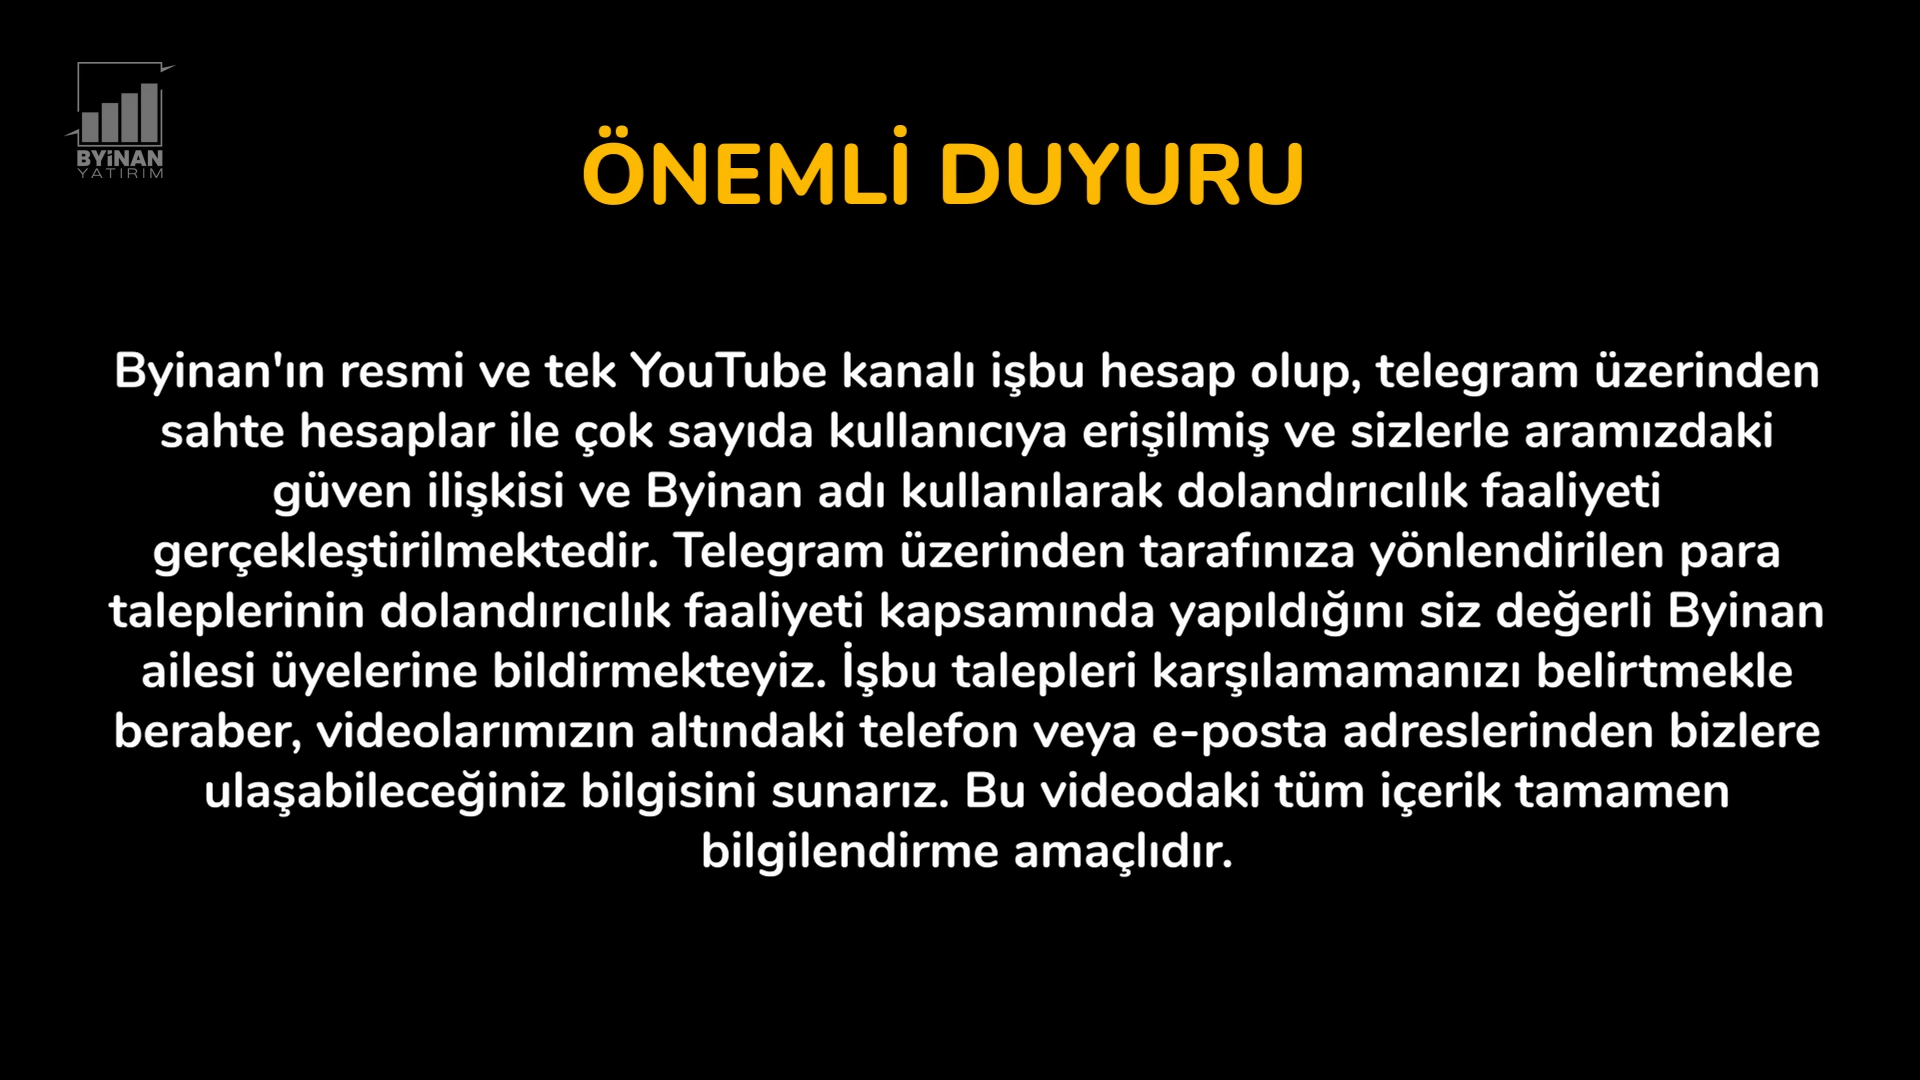 BYiNAN
YATIRIM
ÖNEMLİ DUYURU
Byinan'ın resmi ve tek YouTube kanalı işbu hesap olup, telegram üzerinden
sahte hesaplar ile çok sayıda kullanıcıya erişilmiş ve sizlerle aramızdaki
güven ilişkisi ve Byinan adı kullanılarak dolandırıcılık faaliyeti
gerçekleştirilmektedir. Telegram üzerinden tarafınıza yönlendirilen para
taleplerinin dolandırıcılık faaliyeti kapsamında yapıldığını siz değerli Byinan
ailesi üyelerine bildirmekteyiz. İşbu talepleri karşılamamanızı belirtmekle
beraber, videolarımızın altındaki telefon veya e-posta adreslerinden bizlere
ulaşabileceğiniz bilgisini sunarız. Bu videodaki tüm içerik tamamen
bilgilendirme amaçlıdır.